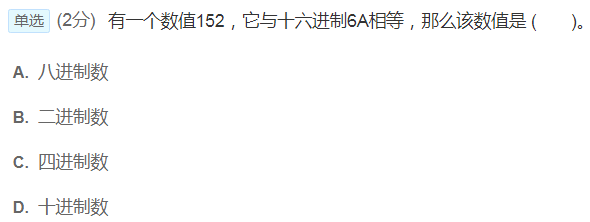 单选 (2分) 有一个数值152，它与十六进制6A相等，那么该数值是 (  )。
A. 八进制数
B. 二进制数
C. 四进制数
D. 十进制数